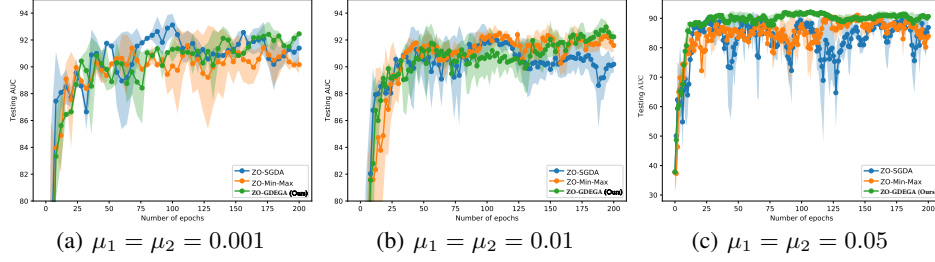 94
92
90
88
86
84
82
80
Testing AUC
0 25 50 75 100 125 150 175 200
Number of epochs
ZO-SGDA
ZO-Min-Max
ZO-GDEGA (Ours)
(a) μ₁ = μ₂ = 0.001
94
92
90
88
86
84
82
80
Testing AUC
0 25 50 75 100 125 150 175 200
Number of epochs
ZO-SGDA
ZO-Min-Max
ZO-GDEGA (Ours)
(b) μ₁ = μ₂ = 0.01
90
80
70
60
50
40
30
Testing AUC
0 25 50 75 100 125 150 175 200
Number of epochs
ZO-SGDA
ZO-Min-Max
ZO-GDEGA (Ours
(c) μ₁ = μ₂ = 0.05